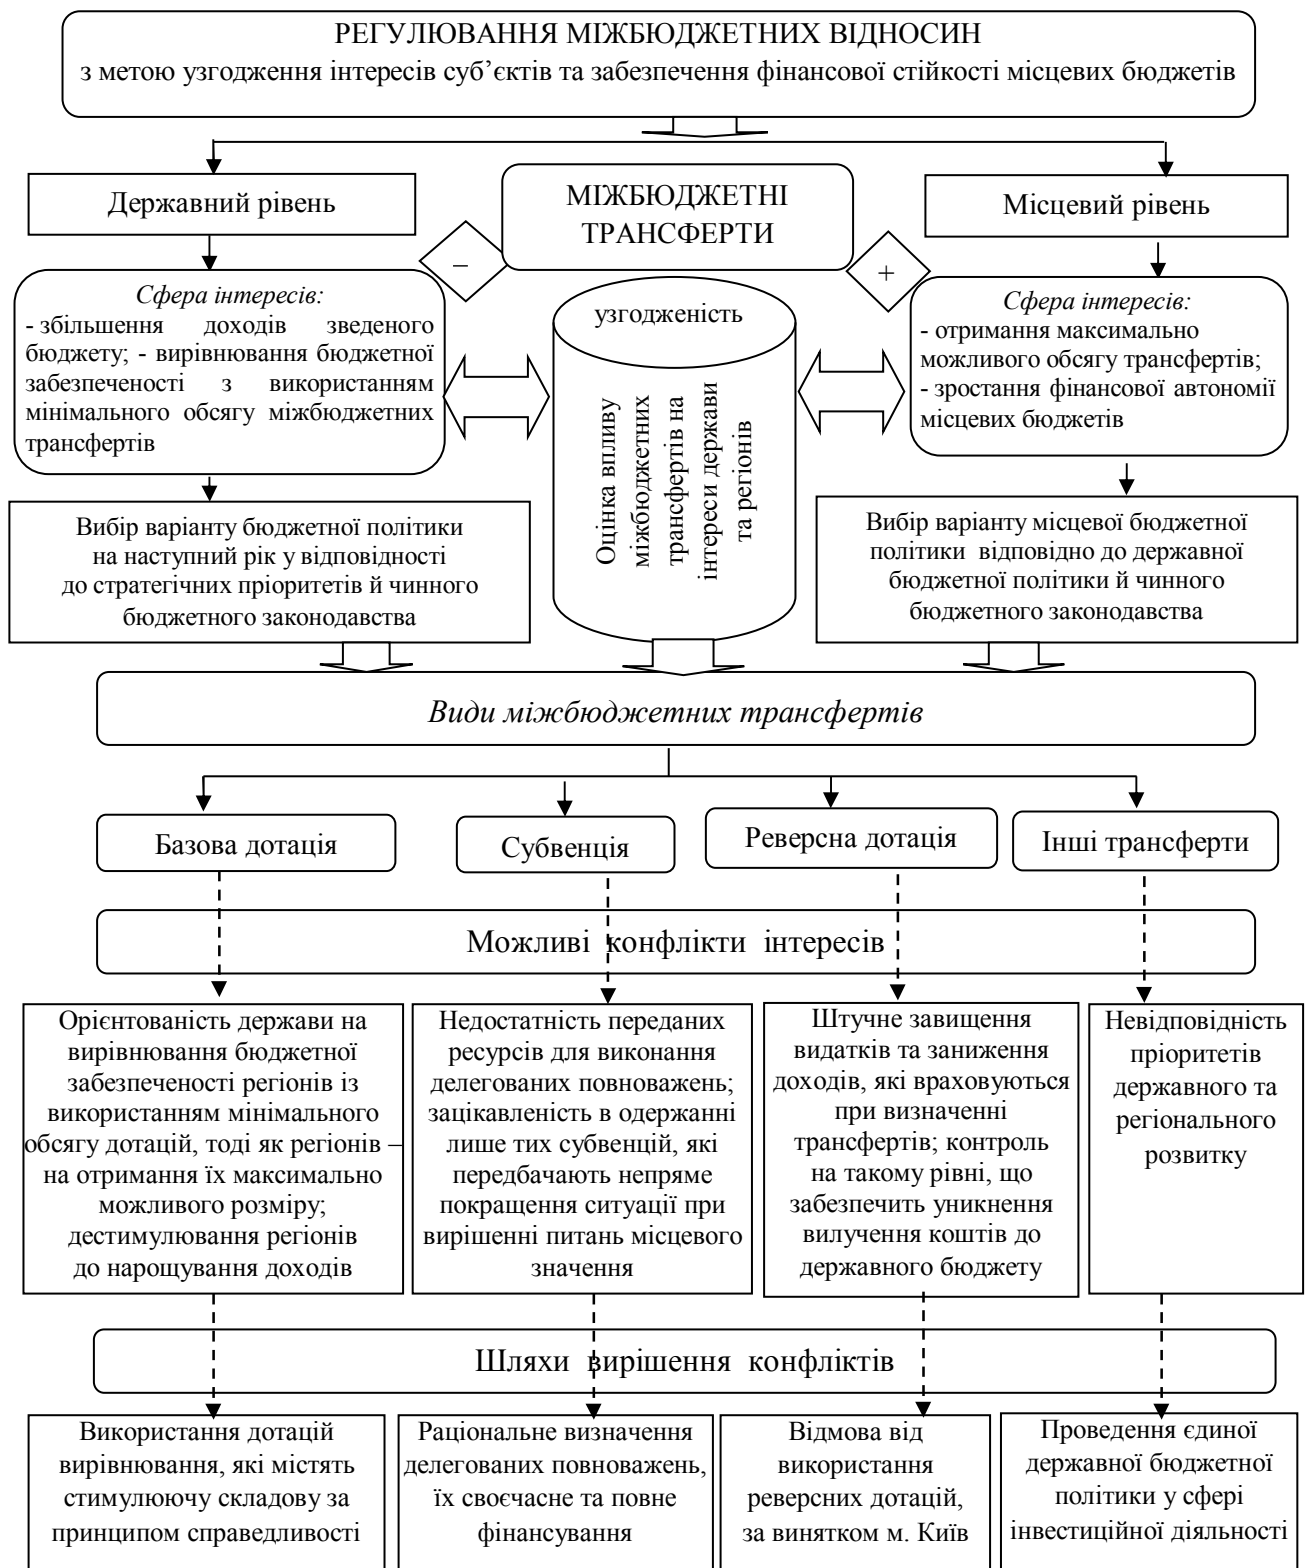 РЕГУЛЮВАННЯ МІЖБЮДЖЕТНИХ ВІДНОСИН
з метою узгодження інтересів суб’єктів та забезпечення фінансової стійкості місцевих бюджетів
Державний рівень
МІЖБЮДЖЕТНІ
ТРАНСФЕРТИ
Місцевий рівень
–
+
Сфера інтересів:
- збільшення доходів зведеного
бюджету; - вирівнювання бюджетної
забезпеченості з використанням
мінімального обсягу міжбюджетних
трансфертів
узгодженість
Оцінка впливу
міжбюджетних
трансфертів на
інтереси держави
та регіонів
Сфера інтересів:
- отримання максимально
можливого обсягу трансфертів;
- зростання фінансової автономії
місцевих бюджетів
Вибір варіанту бюджетної політики
на наступний рік у відповідності
до стратегічних пріоритетів й чинного
бюджетного законодавства
Вибір варіанту місцевої бюджетної
політики відповідно до державної
бюджетної політики й чинного
бюджетного законодавства
Види міжбюджетних трансфертів
Базова дотація
Субвенція
Реверсна дотація
Інші трансферти
Можливі конфлікти інтересів
Орієнтованість держави на
вирівнювання бюджетної
забезпеченості регіонів із
використанням мінімального
обсягу дотацій, тоді як регіонів –
на отримання їх максимально
можливого розміру;
дестимулювання регіонів
до нарощування доходів
Недостатність переданих
ресурсів для виконання
делегованих повноважень;
зацікавленість в одержанні
лише тих субвенцій, які
передбачають непряме
покращення ситуації при
вирішенні питань місцевого
значення
Штучне завищення
видатків та заниження
доходів, які враховуються
при визначенні
трансфертів; контроль
на такому рівні, що
забезпечить уникнення
вилучення коштів до
державного бюджету
Невідповідність
пріоритетів
державного та
регіонального
розвитку
Шляхи вирішення конфліктів
Використання дотацій
вирівнювання, які містять
стимулюючу складову за
принципом справедливості
Раціональне визначення
делегованих повноважень,
їх своєчасне та повне
фінансування
Відмова від
використання
реверсних дотацій,
за винятком м. Київ
Проведення єдиної
державної бюджетної
політики у сфері
інвестиційної діяльності